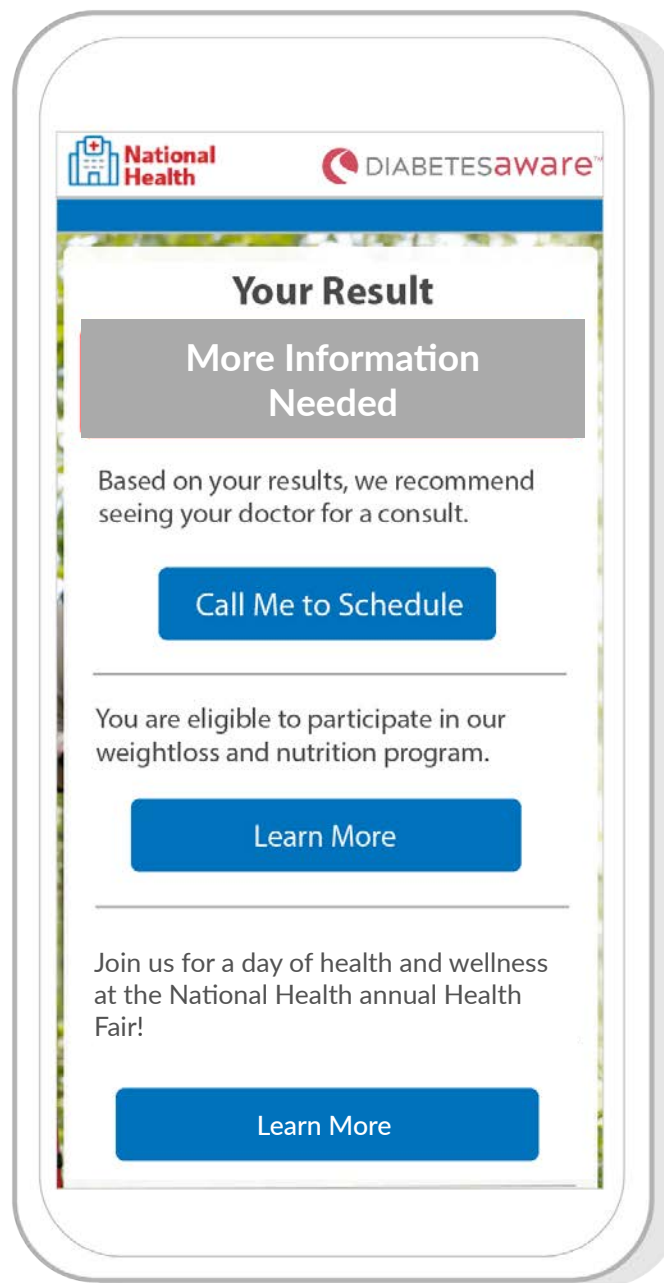 National
Health
DIABETESaware™
Your Result
More Information
Needed
Based on your results, we recommend
seeing your doctor for a consult.
Call Me to Schedule
You are eligible to participate in our
weightloss and nutrition program.
Learn More
Join us for a day of health and wellness
at the National Health annual Health
Fair!
Learn More